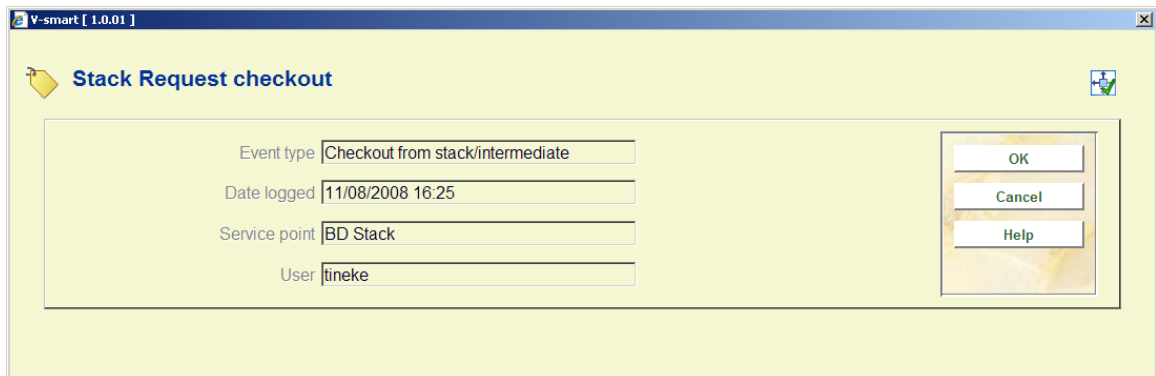 V-smart [ 1.0.01 ]
Stack Request checkout
Event type Checkout from stack/intermediate
Date logged 11/08/2008 16:25
Service point BD Stack
User tineke
OK
Cancel
Help